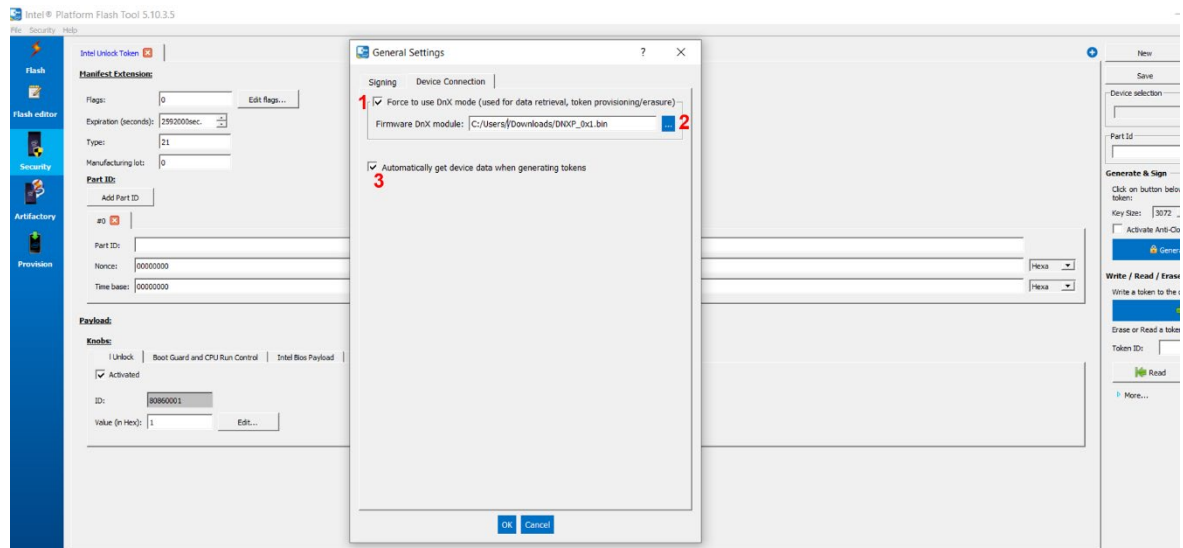 Intel® Platform Flash Tool 5.10.3.5
File Security Help
Flash
Flash editor
Security
Artifactory
Provision
Intel Unlock Token
Manifest Extension:
Flags: 0 Edit flags...
Expiration (seconds): 2592000sec.
Type: 21
Manufacturing lot: 0
Part ID:
Add Part ID
#0
Part ID:
Nonce: 00000000 Hexa
Time base: 00000000 Hexa
Payload:
Knobs:
l Unlock Boot Guard and CPU Run Control Intel Bios Payload
Activated
ID: 80860001
Value (in Hex): 1 Edit...
General Settings ? X
Signing Device Connection
1 Force to use DnX mode (used for data retrieval, token provisioning/erasure)
Firmware DnX module: C:/Users/ /Downloads/DNXP_0x1.bin ... 2
Automatically get device data when generating tokens
3
OK Cancel
New
Save
Device selection
Part Id
Generate & Sign
Click on button below
token:
Key Size: 3072
Activate Anti-Clo
Genera
Write / Read / Erase
Write a token to the
Erase or Read a token
Token ID:
Read
More...